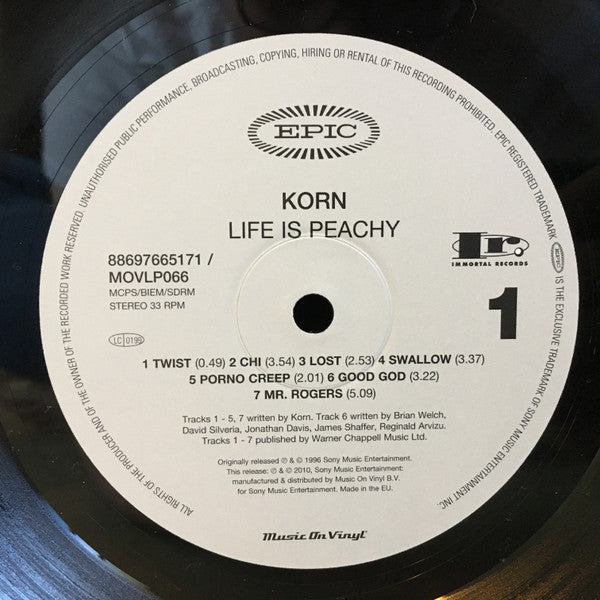 ALL RIGHTS OF THE PRODUCER AND OF THE OWNER OF THE RECORDED WORK RESERVED. UNAUTHORISED PUBLIC PERFORMANCE, BROADCASTING, COPYING, HIRING OR RENTAL OF THIS RECORDING PROHIBITED. EPIC REGISTERED TRADEMARK EPIC IS THE EXCLUSIVE TRADEMARK OF SONY MUSIC ENTERTAINMENT INC.
EPIC
KORN
LIFE IS PEACHY
88697665171 /
MOVLP066
MCPS/BIEM/SDRM
STEREO 33 RPM
LC 0199
Ir.
IMMORTAL RECORDS
1
1 TWIST (0.49) 2 CHI (3.54) 3 LOST (2.53) 4 SWALLOW (3.37)
5 PORNO CREEP (2.01) 6 GOOD GOD (3.22)
7 MR. ROGERS (5.09)
Tracks 1 - 5, 7 written by Korn. Track 6 written by Brian Welch,
David Silveria, Jonathan Davis, James Shaffer, Reginald Arvizu.
Tracks 1 - 7 published by Warner Chappell Music Ltd.
Originally released ℗ & © 1996 Sony Music Entertainment.
This release: ℗ & © 2010, Sony Music Entertainment:
manufactured & distributed by Music On Vinyl B.V.
for Sony Music Entertainment. Made in the EU.
Music On Vinyl